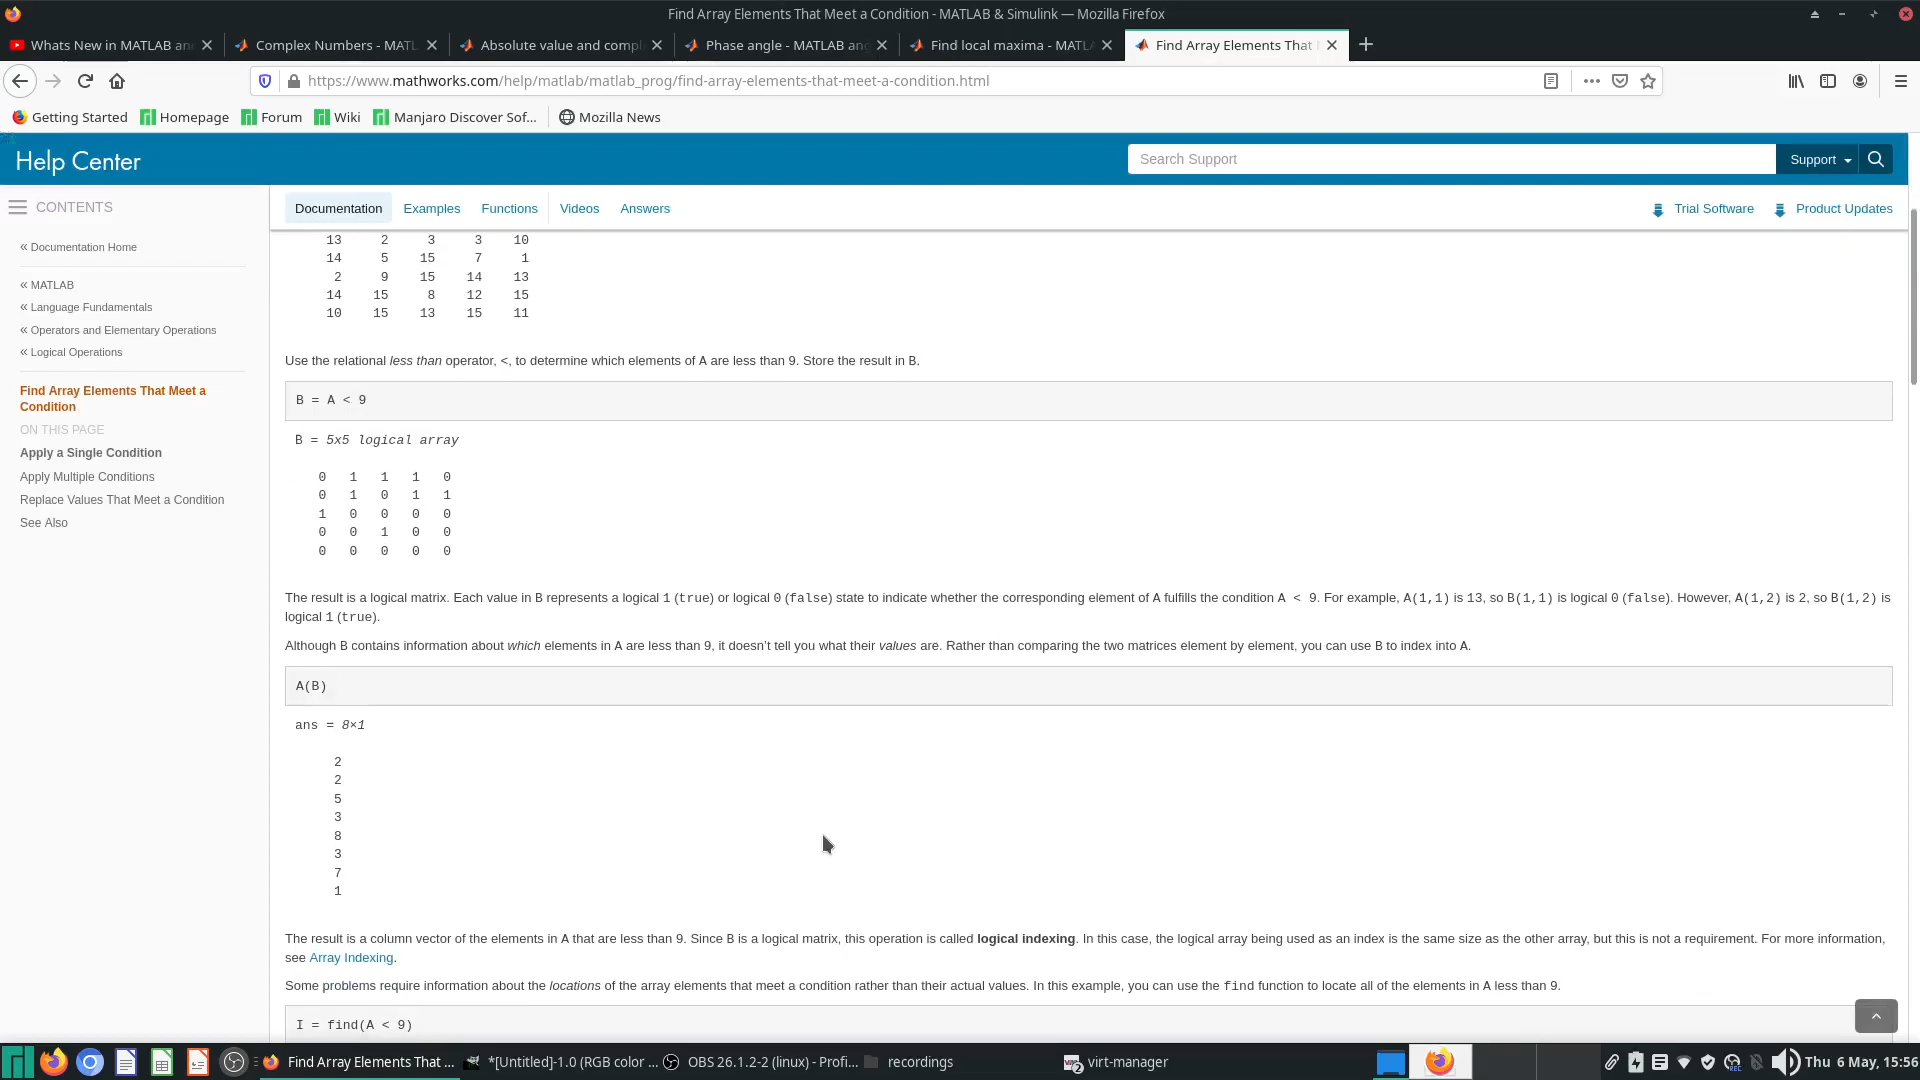 Find Array Elements That Meet a Condition - MATLAB & Simulink — Mozilla Firefox
Whats New in MATLAB an
Complex Numbers - MATL
Absolute value and compl
Phase angle - MATLAB ang
Find local maxima - MATLA
Find Array Elements That M
https://www.mathworks.com/help/matlab/matlab_prog/find-array-elements-that-meet-a-condition.html
Getting Started
Homepage
Forum
Wiki
Manjaro Discover Sof...
Mozilla News
Help Center
Search Support
Support
CONTENTS
Documentation
Examples
Functions
Videos
Answers
Trial Software
Product Updates
« Documentation Home
« MATLAB
« Language Fundamentals
« Operators and Elementary Operations
« Logical Operations
Find Array Elements That Meet a
Condition
ON THIS PAGE
Apply a Single Condition
Apply Multiple Conditions
Replace Values That Meet a Condition
See Also
13 2 3 3 10
14 5 15 7 1
2 9 15 14 13
14 15 8 12 15
10 15 13 15 11
Use the relational less than operator, <, to determine which elements of A are less than 9. Store the result in B.
B = A < 9
B = 5x5 logical array
0 1 1 1 0
0 1 0 1 1
1 0 0 0 0
0 0 1 0 0
0 0 0 0 0
The result is a logical matrix. Each value in B represents a logical 1 (true) or logical 0 (false) state to indicate whether the corresponding element of A fulfills the condition A < 9. For example, A(1,1) is 13, so B(1,1) is logical 0 (false). However, A(1,2) is 2, so B(1,2) is
logical 1 (true).
Although B contains information about which elements in A are less than 9, it doesn't tell you what their values are. Rather than comparing the two matrices element by element, you can use B to index into A.
A(B)
ans = 8×1
2
2
5
3
8
3
7
1
The result is a column vector of the elements in A that are less than 9. Since B is a logical matrix, this operation is called logical indexing. In this case, the logical array being used as an index is the same size as the other array, but this is not a requirement. For more information,
see Array Indexing.
Some problems require information about the locations of the array elements that meet a condition rather than their actual values. In this example, you can use the find function to locate all of the elements in A less than 9.
I = find(A < 9)
Find Array Elements That ...
*[Untitled]-1.0 (RGB color ...
OBS 26.1.2-2 (linux) - Profi...
recordings
virt-manager
Thu 6 May, 15:56